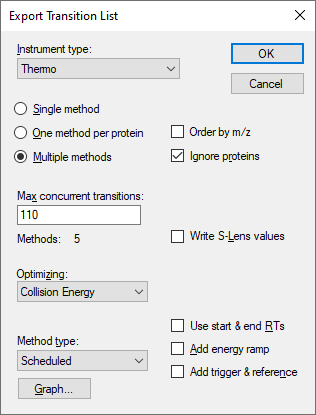 Export Transition List
Instrument type:
Thermo
OK
Cancel
Single method
One method per protein
Order by m/z
Multiple methods
Ignore proteins
Max concurrent transitions:
110
Methods: 5
Write S-Lens values
Optimizing:
Collision Energy
Use start & end RTs
Method type:
Add energy ramp
Scheduled
Add trigger & reference
Graph...